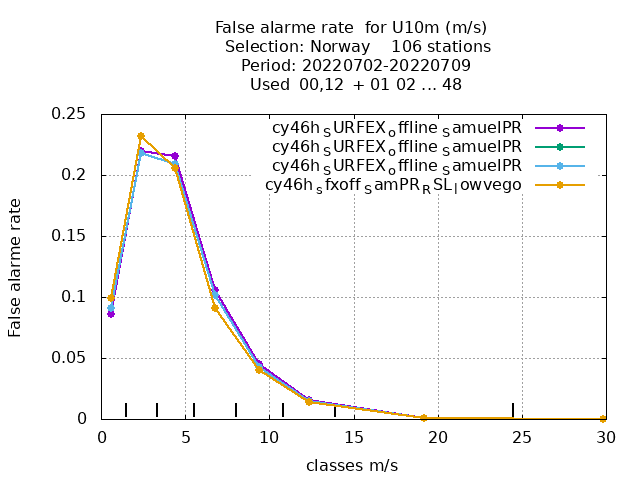 False alarme rate for U10m (m/s)
Selection: Norway 106 stations
Period: 20220702-20220709
Used 00,12 + 01 02 ... 48
cy46h_SURFEX_offline_SamuelPR
cy46h_SURFEX_offline_SamuelPR
cy46h_SURFEX_offline_SamuelPR
cy46h_sfxoff_SamPR_RSL_lowvego
0.25
0.2
0.15
0.1
0.05
0
False alarme rate
0 5 10 15 20 25 30
classes m/s